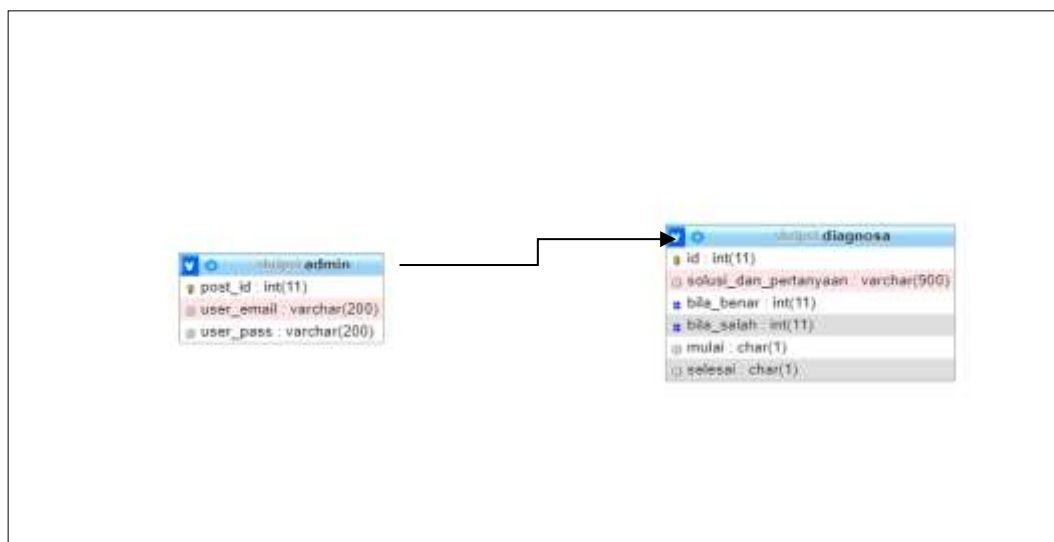 admin
post_id : int(11)
user_email : varchar(200)
user_pass : varchar(200)
diagnosa
id : int(11)
solusi_dan_pertanyaan : varchar(900)
bila_benar : int(11)
bila_salah : int(11)
mulai : char(1)
selesai : char(1)